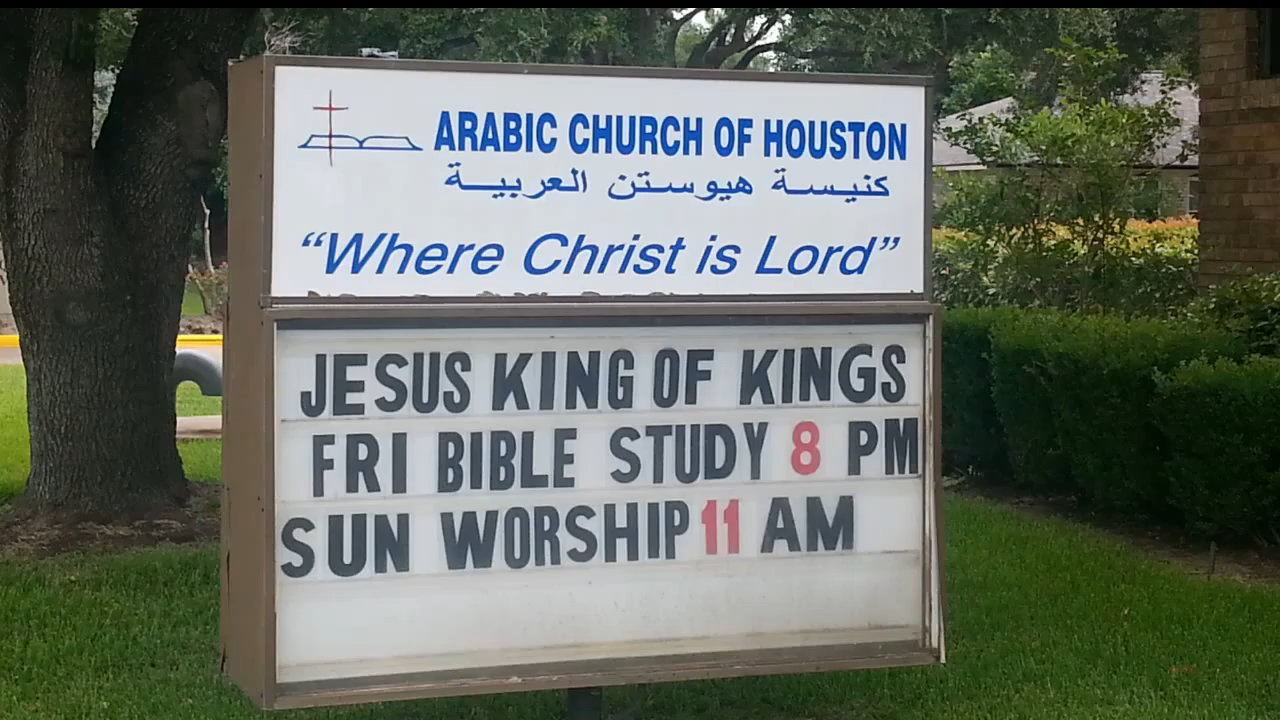 ARABIC CHURCH OF HOUSTON
كنيسة هيوستن العربية
“Where Christ is Lord”
JESUS KING OF KINGS
FRI BIBLE STUDY 8 PM
SUN WORSHIP 11 AM